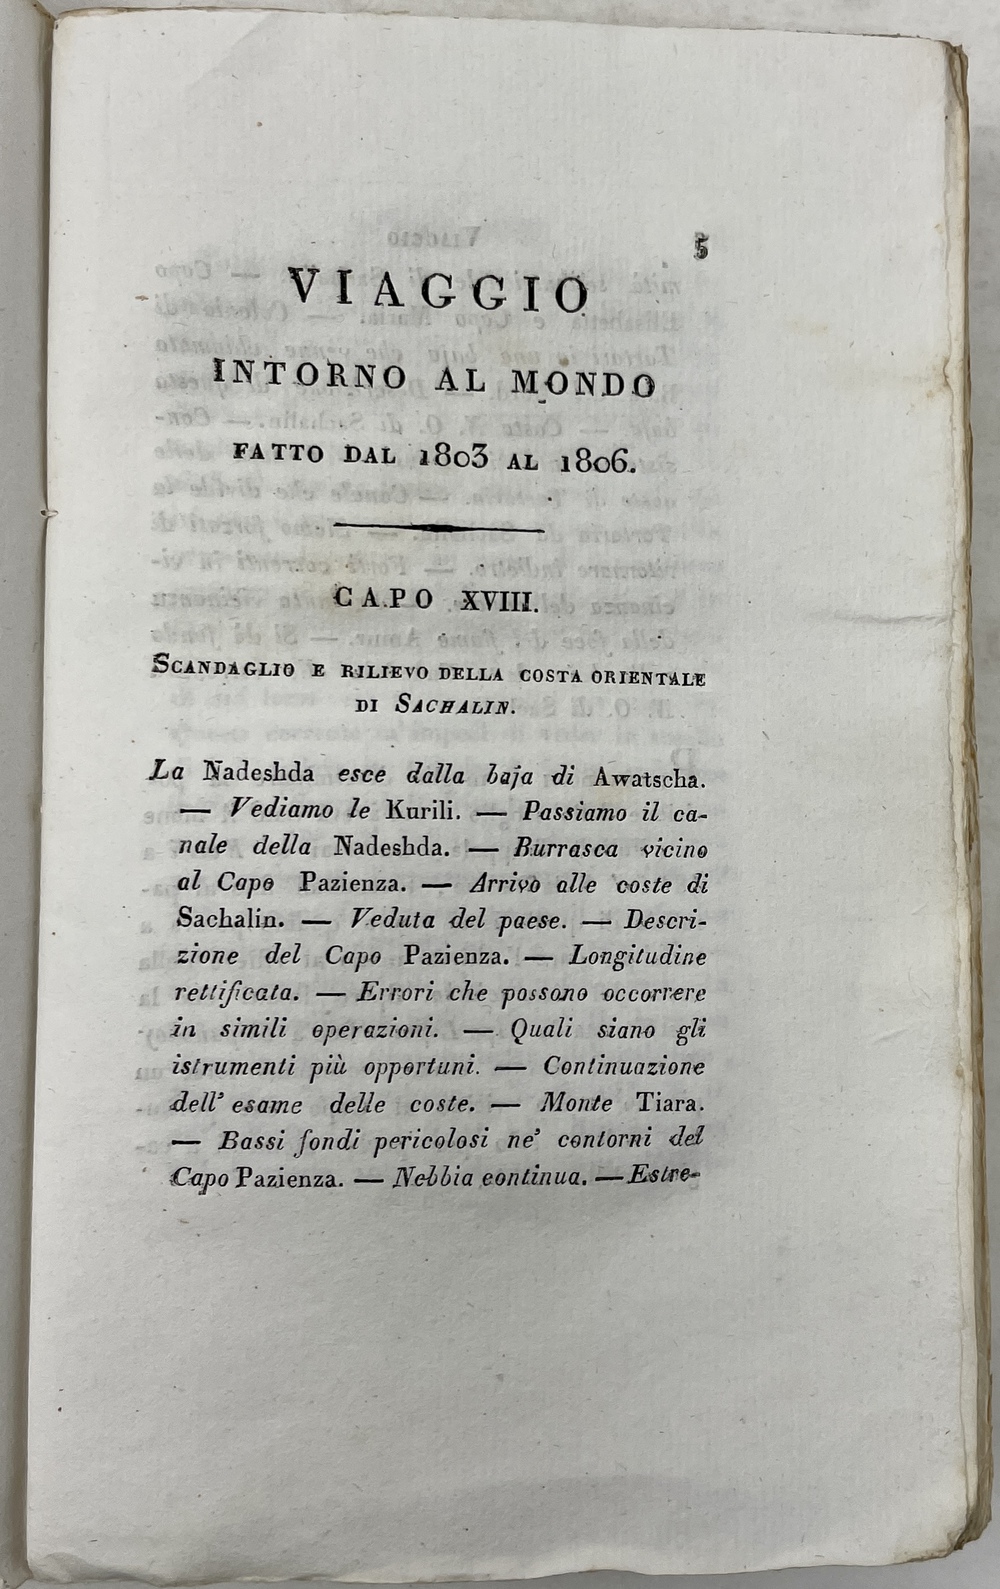 5
VIAGGIO
INTORNO AL MONDO
FATTO DAL 1803 AL 1806.
CAPO XVIII.
SCANDAGLIO E RILIEVO DELLA COSTA ORIENTALE
DI SACHALIN.
La Nadeshda esce dalla baja di Awatscha.
— Vediamo le Kurili. — Passiamo il ca-
nale della Nadeshda. — Burrasca vicino
al Capo Pazienza. — Arrivo alle coste di
Sachalin. — Veduta del paese. — Descri-
zione del Capo Pazienza. — Longitudine
rettificata. — Errori che possono occorrere
in simili operazioni. — Quali siano gli
istrumenti più opportuni. — Continuazione
dell' esame delle coste. — Monte Tiara.
— Bassi fondi pericolosi ne' contorni del
Capo Pazienza. — Nebbia continua. — Estre-